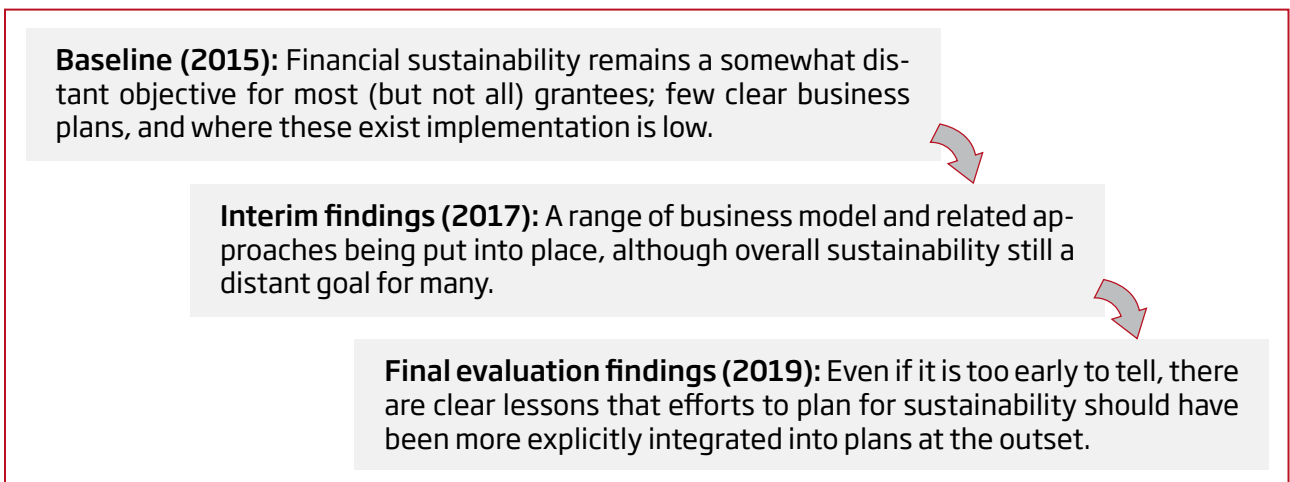 Baseline (2015): Financial sustainability remains a somewhat dis-
tant objective for most (but not all) grantees; few clear business
plans, and where these exist implementation is low.
Interim findings (2017): A range of business model and related ap-
proaches being put into place, although overall sustainability still a
distant goal for many.
Final evaluation findings (2019): Even if it is too early to tell, there
are clear lessons that efforts to plan for sustainability should have
been more explicitly integrated into plans at the outset.